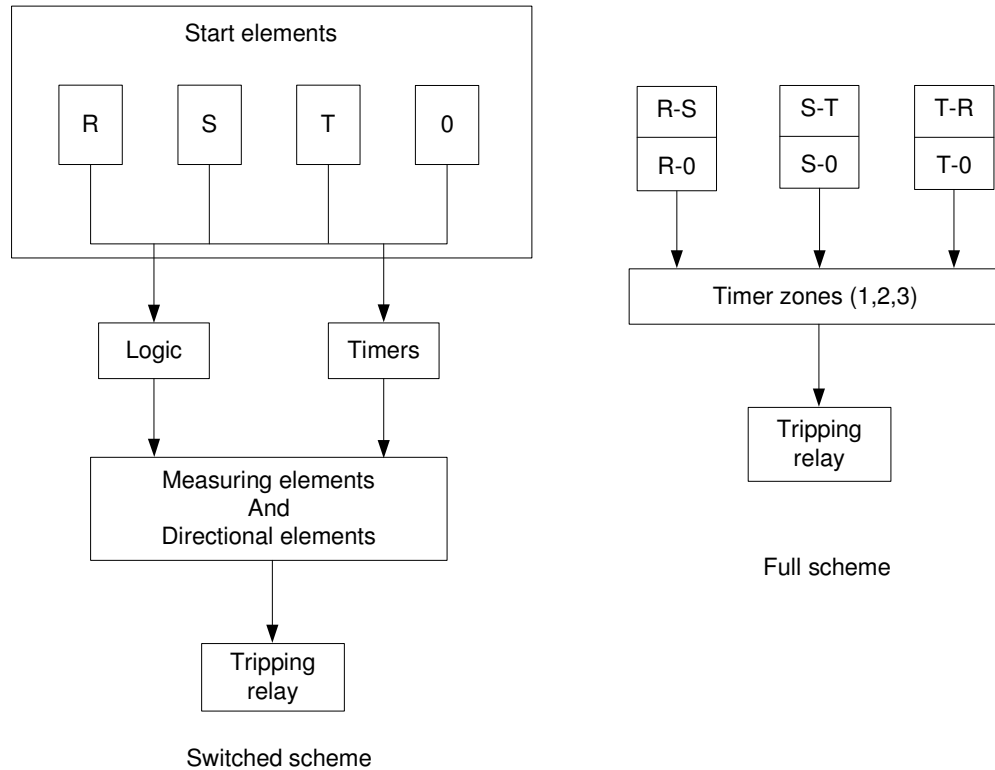 Start elements
R
S
T
0
Logic
Timers
Measuring elements
And
Directional elements
Tripping
relay
Switched scheme
R-S
S-T
T-R
R-0
S-0
T-0
Timer zones (1,2,3)
Tripping
relay
Full scheme